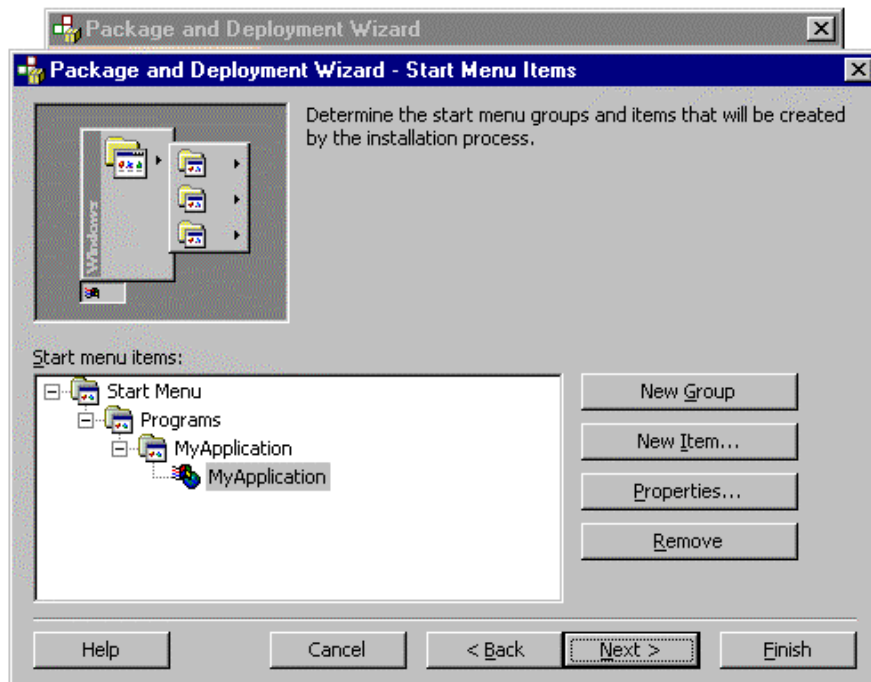 Package and Deployment Wizard
Package and Deployment Wizard - Start Menu Items
Determine the start menu groups and items that will be created
by the installation process.
Windows
Start menu items:
Start Menu
Programs
MyApplication
MyApplication
New Group
New Item...
Properties...
Remove
Help
Cancel
< Back
Next >
Finish